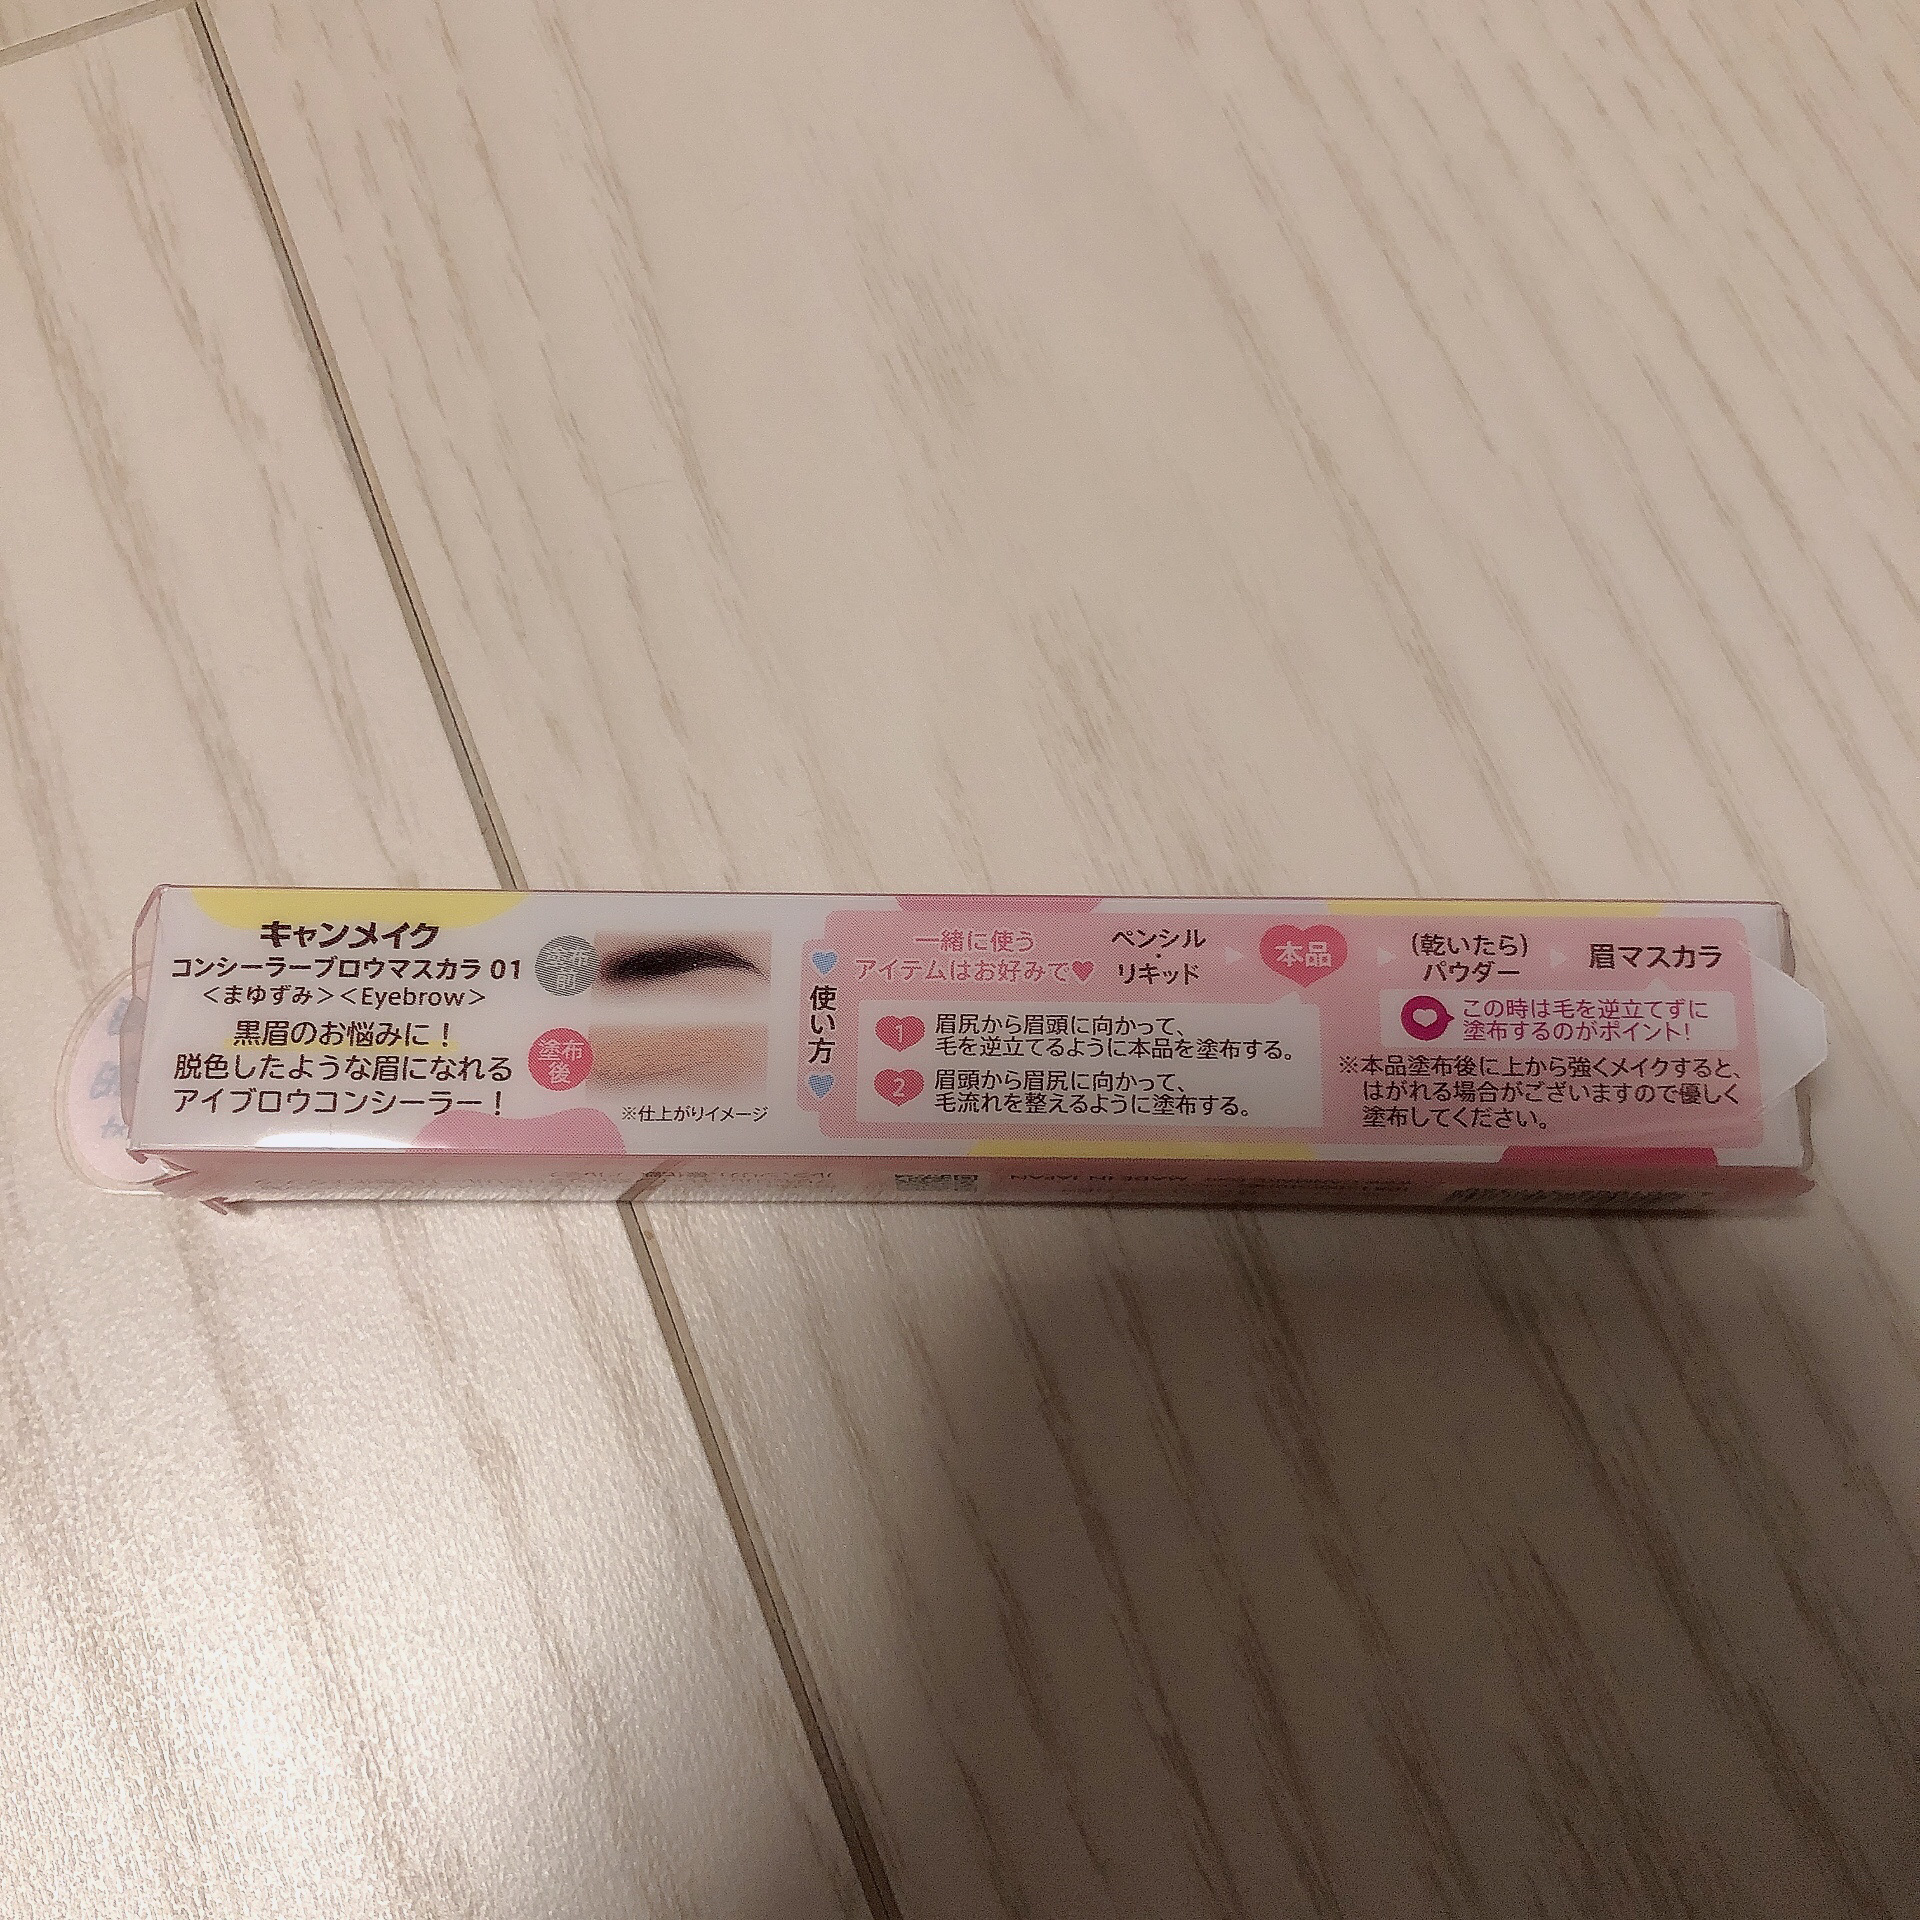 キャンメイク
コンシーラーブロウマスカラ 01
＜まゆずみ＞＜Eyebrow＞
黒眉のお悩みに！
脱色したような眉になれる
アイブロウコンシーラー！
塗布
前
塗布
後
※仕上がりイメージ
使い方
一緒に使う
アイテムはお好みで♥
ペンシル
・
リキッド
本品
(乾いたら)
パウダー
眉マスカラ
1 眉尻から眉頭に向かって、
毛を逆立てるように本品を塗布する。
2 眉頭から眉尻に向かって、
毛流れを整えるように塗布する。
この時は毛を逆立てずに
塗布するのがポイント!
※本品塗布後に上から強くメイクすると、
はがれる場合がございますので優しく
塗布してください。
MADE IN JAPAN